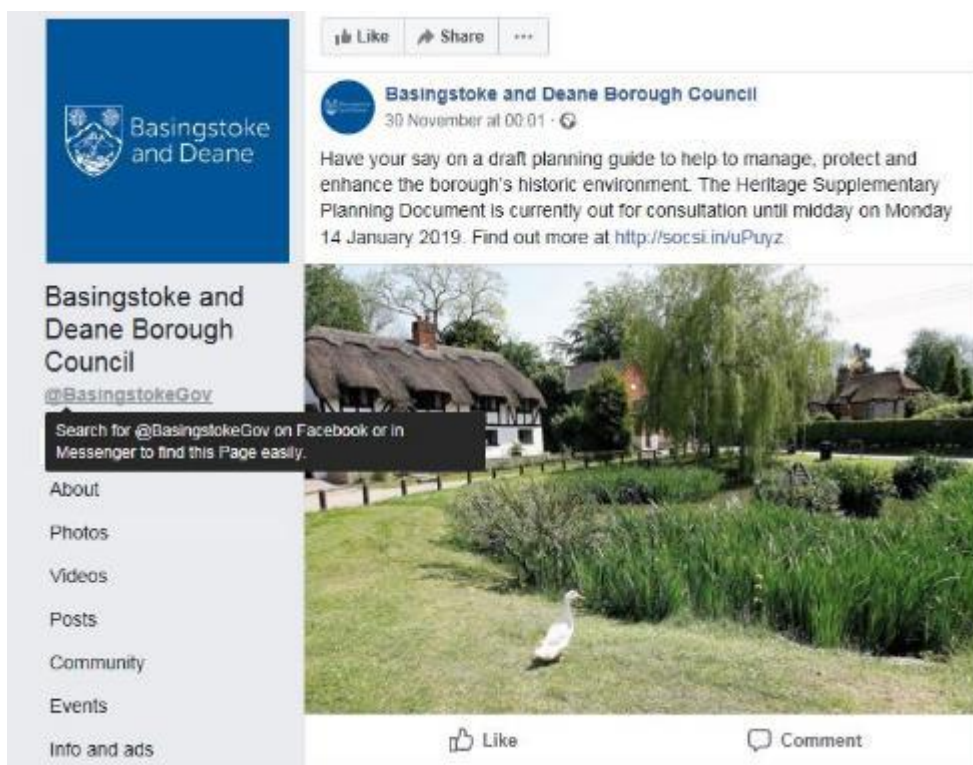 Basingstoke
and Deane
Basingstoke and
Deane Borough
Council
@BasingstokeGov
Search for @BasingstokeGov on Facebook or in
Messenger to find this Page easily.
About
Photos
Videos
Posts
Community
Events
Info and ads
Like Share ...
Basingstoke and Deane Borough Council
30 November at 00:01 ·
Have your say on a draft planning guide to help to manage, protect and
enhance the borough's historic environment. The Heritage Supplementary
Planning Document is currently out for consultation until midday on Monday
14 January 2019. Find out more at http://socsi.in/uPuyz
Like Comment